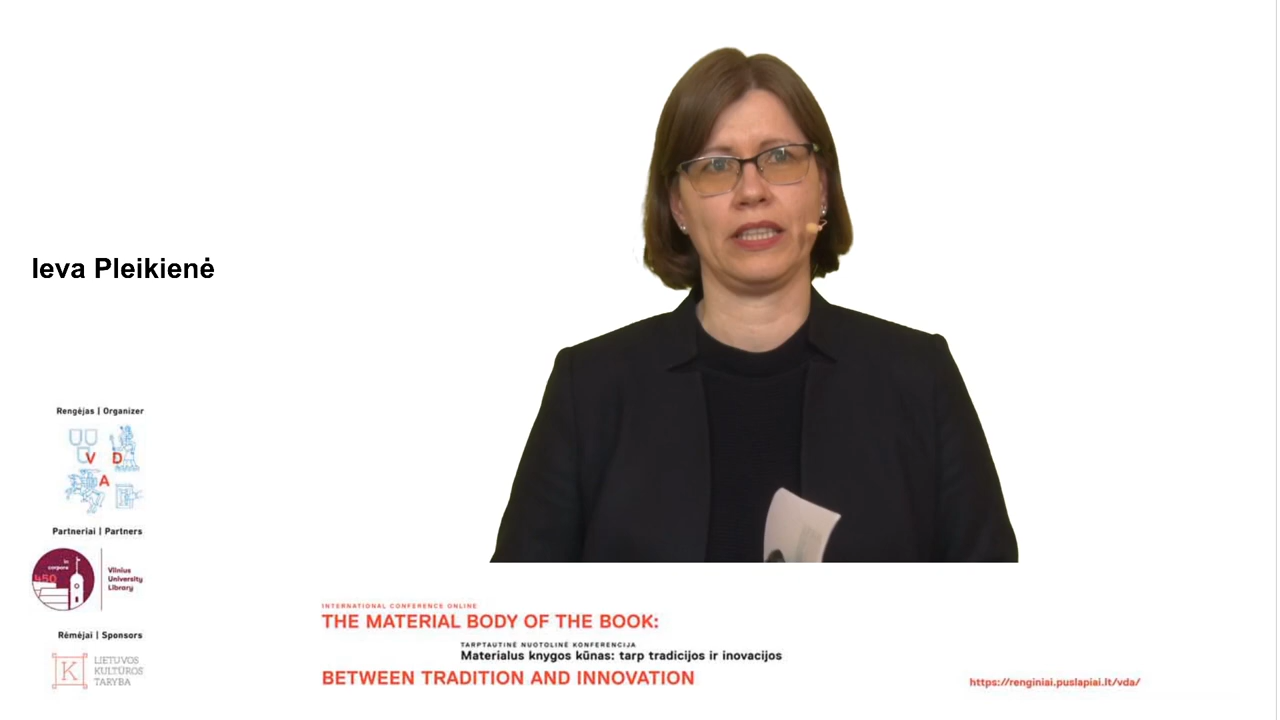 Ieva Pleikienė
Rengėjas | Organizer
V D
A
Partneriai | Partners
in
corpore
450
Vilnius
University
Library
Rėmėjai | Sponsors
K
LIETUVOS
KULTŪROS
TARYBA
INTERNATIONAL CONFERENCE ONLINE
THE MATERIAL BODY OF THE BOOK:
TARPTAUTINĖ NUOTOLINĖ KONFERENCIJA
Materialus knygos kūnas: tarp tradicijos ir inovacijos
BETWEEN TRADITION AND INNOVATION
https://renginiai.puslapiai.lt/vda/